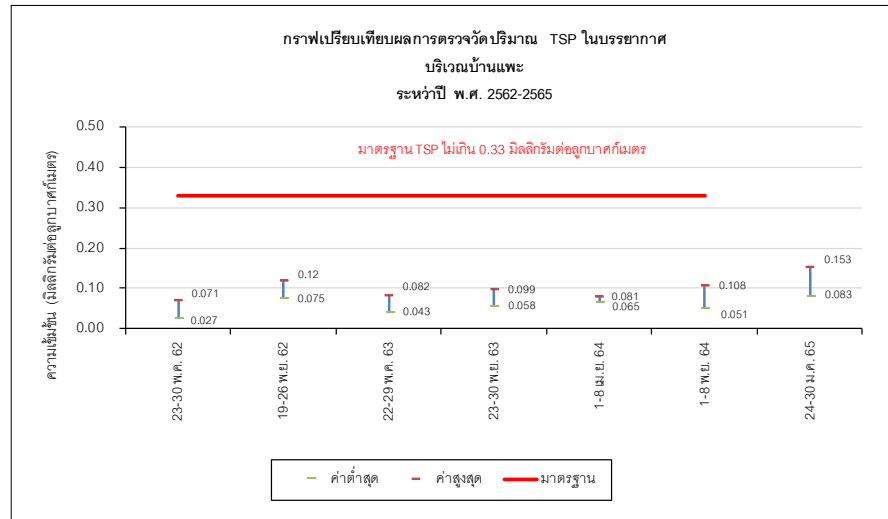 กราฟเปรียบเทียบผลการตรวจวัดปริมาณ TSP ในบรรยากาศ
บริเวณบ้านแพะ
ระหว่าปี พ.ศ. 2562-2565
ความเข้มข้น (มิลลิกรัมต่อลูกบาศก์เมตร)
0.50
0.40
0.30
0.20
0.10
0.00
มาตรฐาน TSP ไม่เกิน 0.33 มิลลิกรัมต่อลูกบาศก์เมตร
0.071
0.027
0.12
0.075
0.082
0.043
0.099
0.058
0.081
0.065
0.108
0.051
0.153
0.083
23-30 พ.ค. 62
19-26 พ.ย. 62
22-29 พ.ค. 63
23-30 พ.ย. 63
1-8 เม.ย. 64
1-8 พ.ย. 64
24-30 ม.ค. 65
ค่าต่ำสุด ค่าสูงสุด มาตรฐาน